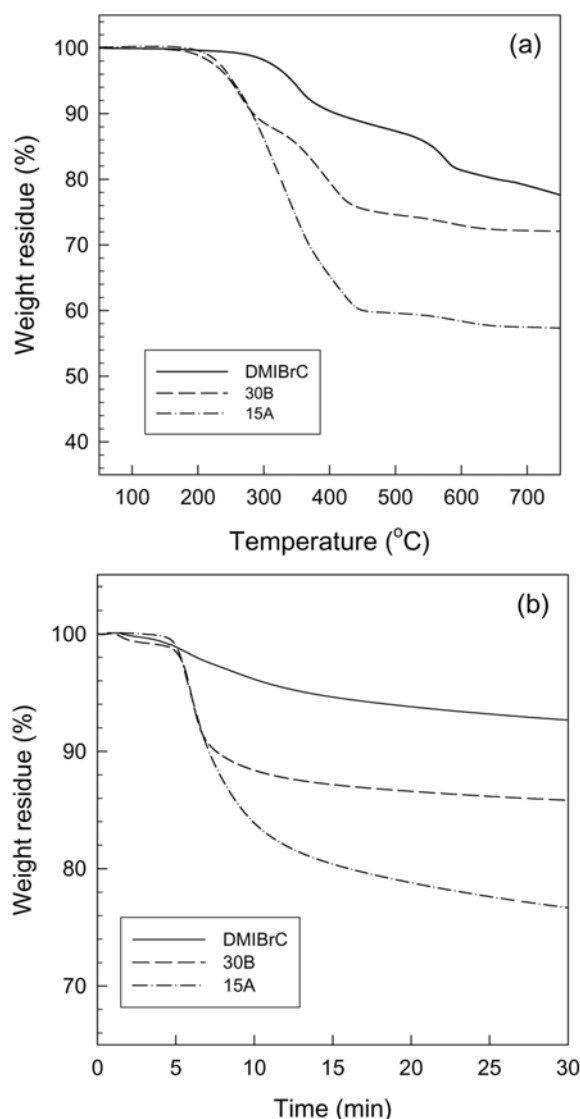 (a)
Weight residue (%)
100
90
80
70
60
50
40
DMIBrC
30B
15A
100 200 300 400 500 600 700
Temperature (°C)
(b)
Weight residue (%)
100
90
80
70
DMIBrC
30B
15A
0 5 10 15 20 25 30
Time (min)